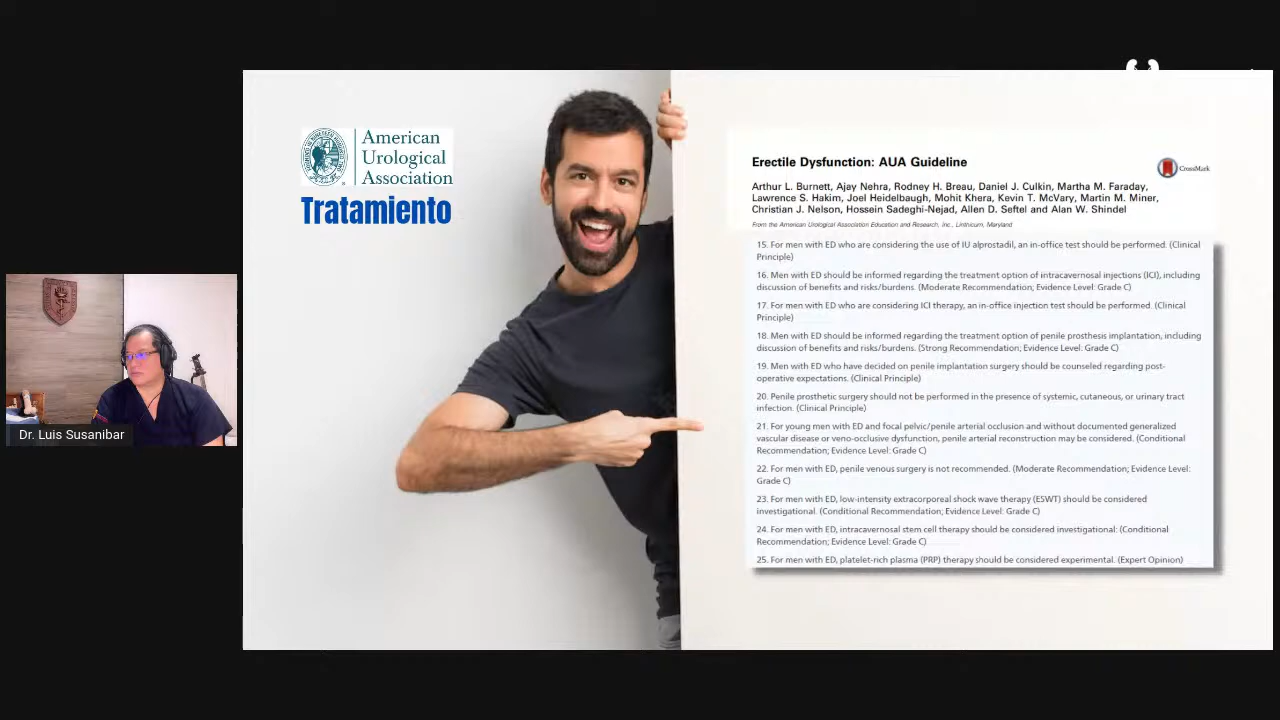 American
Urological
Association
Tratamiento
Erectile Dysfunction: AUA Guideline
CrossMark
Arthur L. Burnett, Ajay Nehra, Rodney H. Breau, Daniel J. Culkin, Martha M. Faraday,
Lawrence S. Hakim, Joel Heidelbaugh, Mohit Khera, Kevin T. McVary, Martin M. Miner,
Christian J. Nelson, Hossein Sadeghi-Nejad, Allen D. Seftel and Alan W. Shindel
From the American Urological Association Education and Research, Inc., Linthicum, Maryland
15. For men with ED who are considering the use of IU alprostadil, an in-office test should be performed. (Clinical
Principle)
16. Men with ED should be informed regarding the treatment option of intracavernosal injections (ICI), including
discussion of benefits and risks/burdens. (Moderate Recommendation; Evidence Level: Grade C)
17. For men with ED who are considering ICI therapy, an in-office injection test should be performed. (Clinical
Principle)
18. Men with ED should be informed regarding the treatment option of penile prosthesis implantation, including
discussion of benefits and risks/burdens. (Strong Recommendation; Evidence Level: Grade C)
19. Men with ED who have decided on penile implantation surgery should be counseled regarding post-
operative expectations. (Clinical Principle)
20. Penile prosthetic surgery should not be performed in the presence of systemic, cutaneous, or urinary tract
infection. (Clinical Principle)
21. For young men with ED and focal pelvic/penile arterial occlusion and without documented generalized
vascular disease or veno-occlusive dysfunction, penile arterial reconstruction may be considered. (Conditional
Recommendation; Evidence Level: Grade C)
22. For men with ED, penile venous surgery is not recommended. (Moderate Recommendation; Evidence Level:
Grade C)
23. For men with ED, low-intensity extracorporeal shock wave therapy (ESWT) should be considered
investigational. (Conditional Recommendation; Evidence Level: Grade C)
24. For men with ED, intracavernosal stem cell therapy should be considered investigational: (Conditional
Recommendation; Evidence Level: Grade C)
25. For men with ED, platelet-rich plasma (PRP) therapy should be considered experimental. (Expert Opinion)
Dr. Luis Susanibar